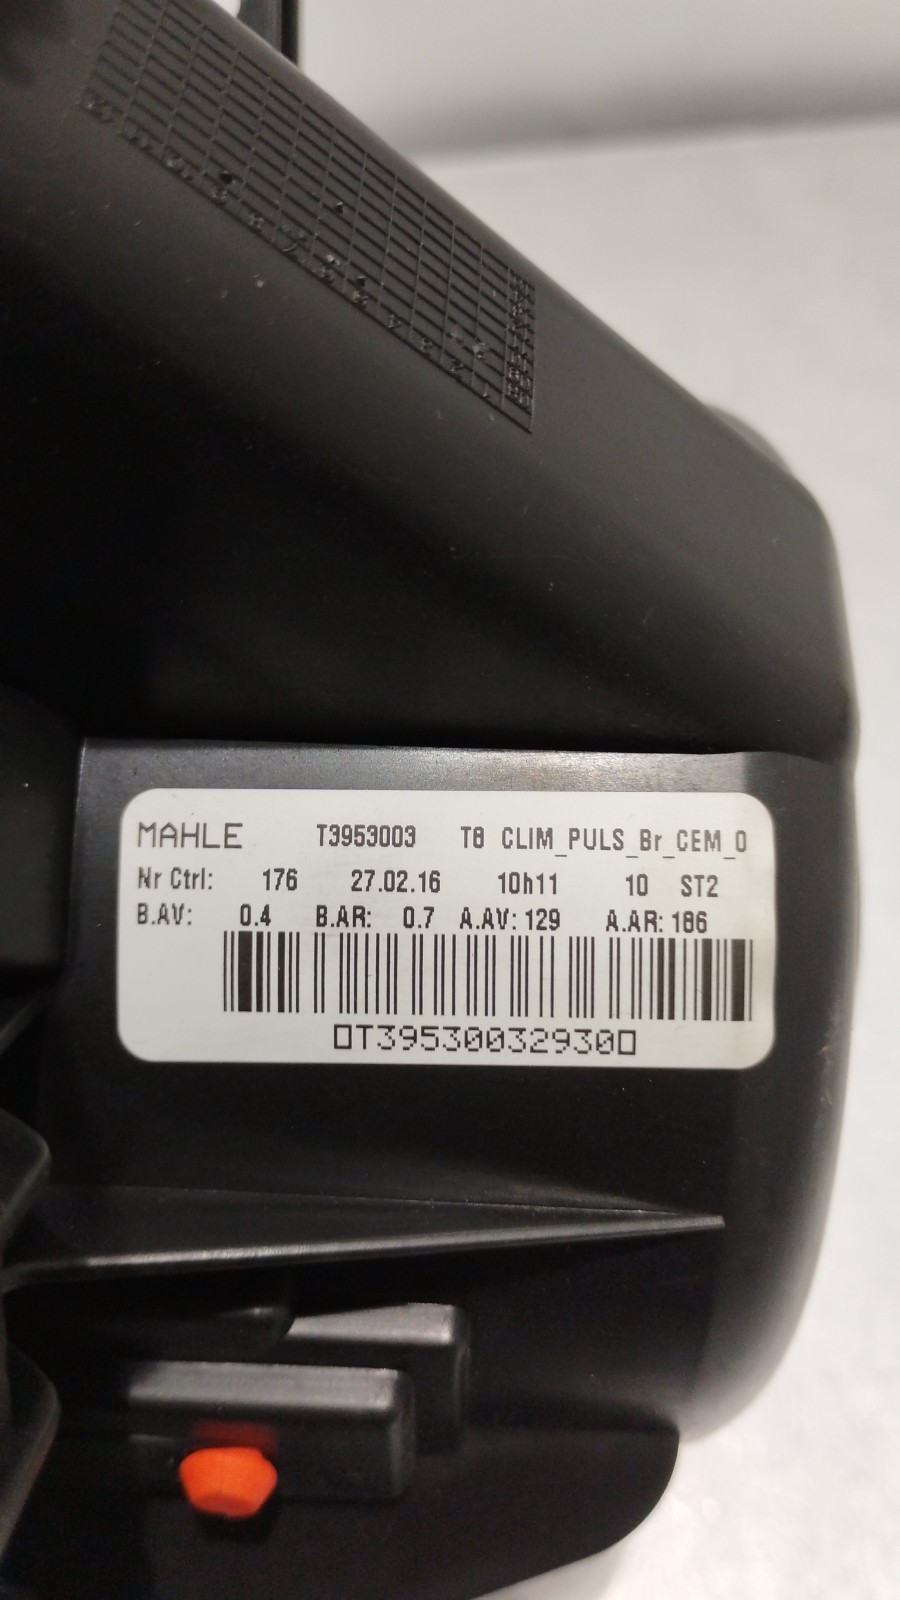 MAHLE T3953003 T8 CLIM_PULS_Br_CEM_0
Nr Ctrl: 176 27.02.16 10h11 10 ST2
B.AV: 0.4 B.AR: 0.7 A.AV: 129 A.AR: 186
T39530032930